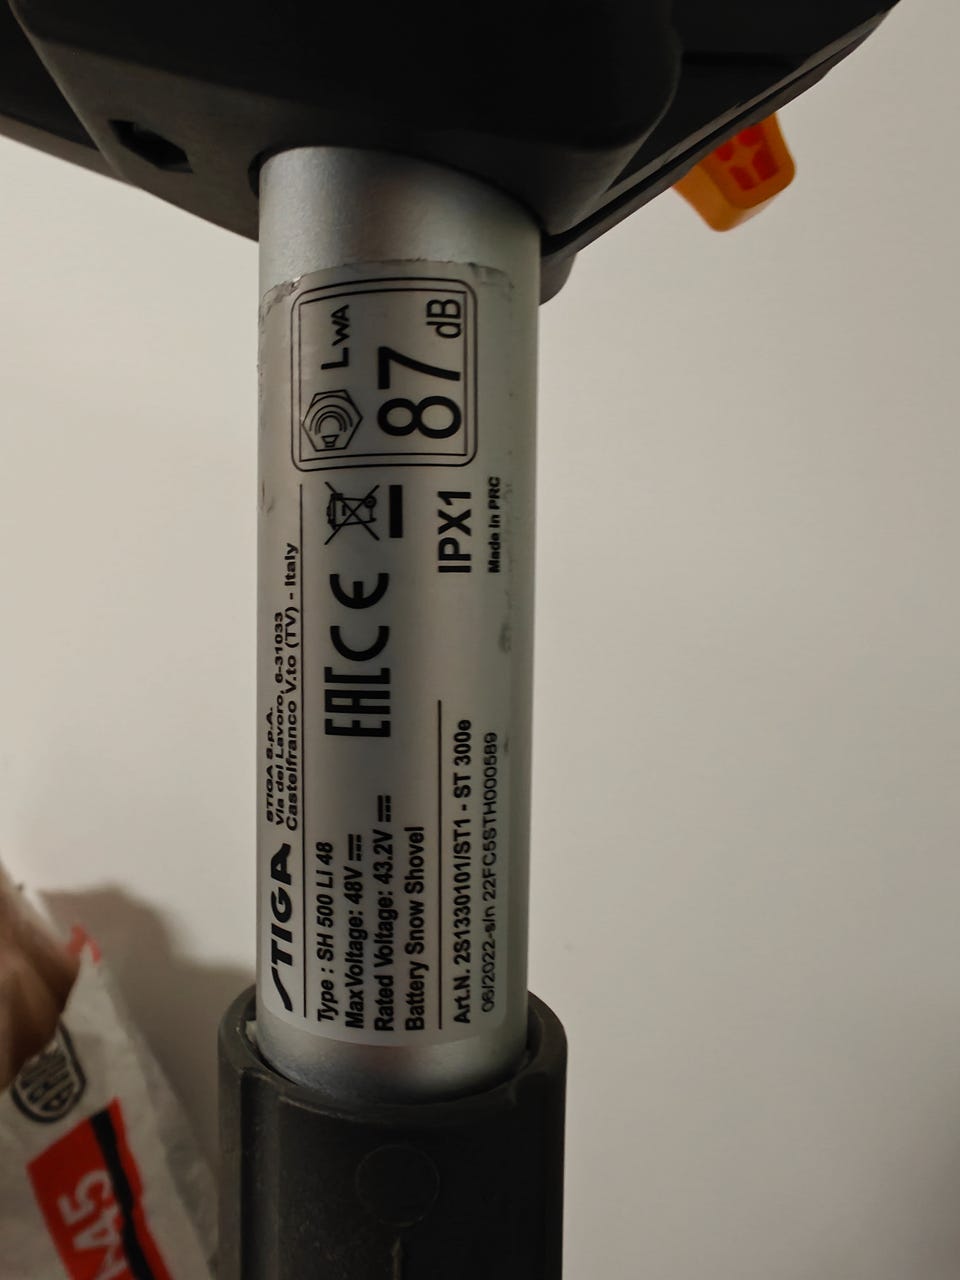 STIGA
STIGA S.p.A.
Via del Lavoro, 6-31033
Castelfranco V.to (TV) - Italy
Type : SH 500 LI 48
Max Voltage: 48V
Rated Voltage: 43.2V
Battery Snow Shovel
EAC CE
LWA
87
dB
IPX1
Made in PRC
Art.N. 2S1330101/ST1 - ST 300e
06/2022-s/n 22FC5STH000589